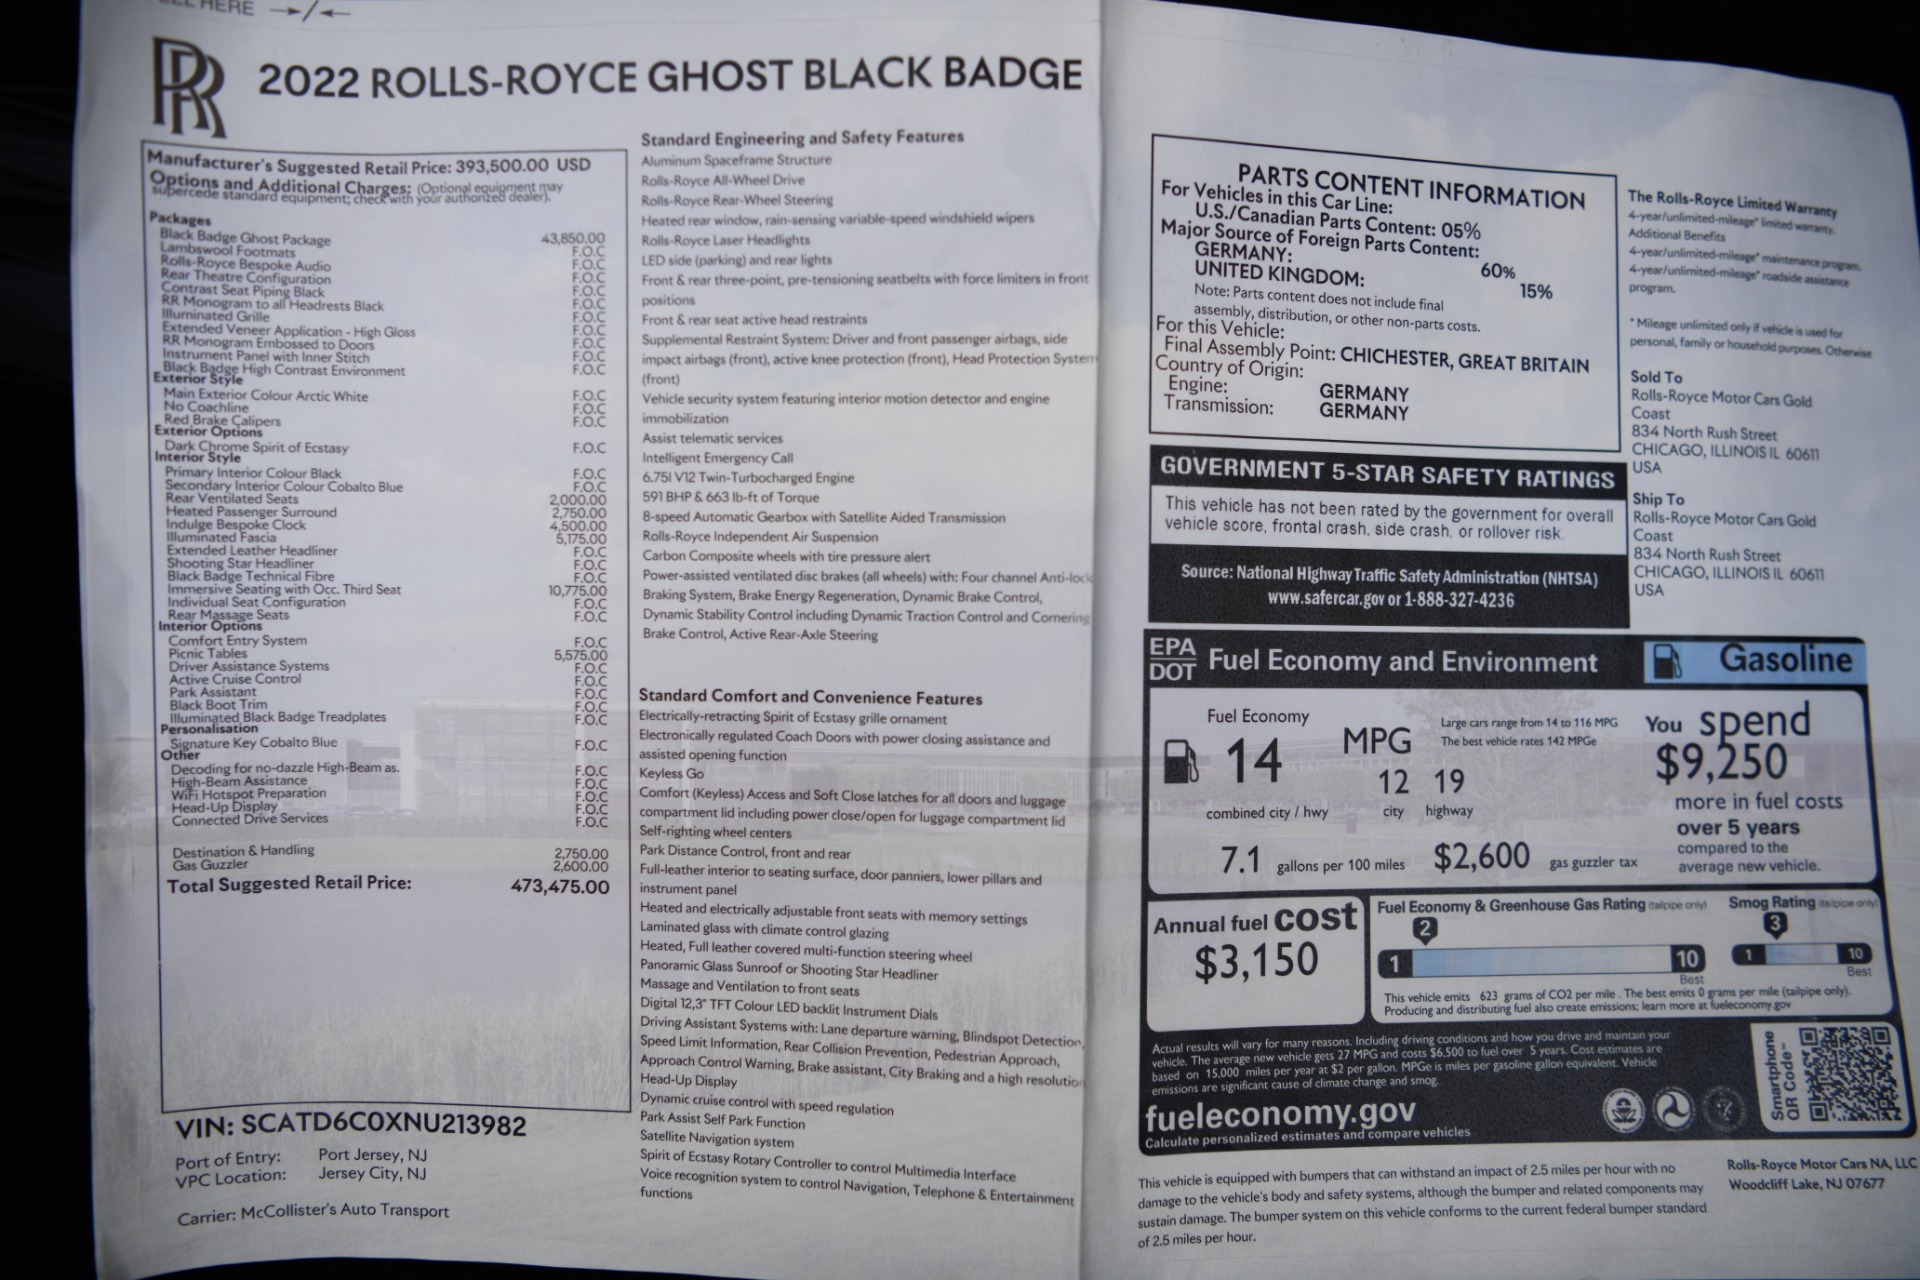 HERE
RR
2022 ROLLS-ROYCE GHOST BLACK BADGE
Manufacturer's Suggested Retail Price: 393,500.00 USD
Options and Additional Charges: (Optional equipment may
supercede standard equipment; check with your authorized dealer).
Packages
Black Badge Ghost Package 43,850.00
Lambswool Footmats F.O.C
Rolls-Royce Bespoke Audio F.O.C
Rear Theatre Configuration F.O.C
Contrast Seat Piping Black F.O.C
RR Monogram to all Headrests Black F.O.C
Illuminated Grille F.O.C
Extended Veneer Application - High Gloss F.O.C
RR Monogram Embossed to Doors F.O.C
Instrument Panel with Inner Stitch F.O.C
Black Badge High Contrast Environment F.O.C
Exterior Style
Main Exterior Colour Arctic White F.O.C
No Coachline F.O.C
Red Brake Calipers F.O.C
Exterior Options
Dark Chrome Spirit of Ecstasy F.O.C
Interior Style
Primary Interior Colour Black F.O.C
Secondary Interior Colour Cobalto Blue F.O.C
Rear Ventilated Seats 2,000.00
Heated Passenger Surround 2,750.00
Indulge Bespoke Clock 4,500.00
Illuminated Fascia 5,175.00
Extended Leather Headliner F.O.C
Shooting Star Headliner F.O.C
Black Badge Technical Fibre F.O.C
Immersive Seating with Occ. Third Seat 10,775.00
Individual Seat Configuration F.O.C
Rear Massage Seats F.O.C
Interior Options
Comfort Entry System F.O.C
Picnic Tables 5,575.00
Driver Assistance Systems F.O.C
Active Cruise Control F.O.C
Park Assistant F.O.C
Black Boot Trim F.O.C
Illuminated Black Badge Treadplates F.O.C
Personalisation
Signature Key Cobalto Blue F.O.C
Other
Decoding for no-dazzle High-Beam as. F.O.C
High-Beam Assistance F.O.C
WiFi Hotspot Preparation F.O.C
Head-Up Display F.O.C
Connected Drive Services F.O.C
Destination & Handling 2,750.00
Gas Guzzler 2,600.00
Total Suggested Retail Price: 473,475.00
VIN: SCATD6C0XNU213982
Port of Entry: Port Jersey, NJ
VPC Location: Jersey City, NJ
Carrier: McCollister's Auto Transport
Standard Engineering and Safety Features
Aluminum Spaceframe Structure
Rolls-Royce All-Wheel Drive
Rolls-Royce Rear-Wheel Steering
Heated rear window, rain-sensing variable-speed windshield wipers
Rolls-Royce Laser Headlights
LED side (parking) and rear lights
Front & rear three-point, pre-tensioning seatbelts with force limiters in front
positions
Front & rear seat active head restraints
Supplemental Restraint System: Driver and front passenger airbags, side
impact airbags (front), active knee protection (front), Head Protection System
(front)
Vehicle security system featuring interior motion detector and engine
immobilization
Assist telematic services
Intelligent Emergency Call
6.75l V12 Twin-Turbocharged Engine
591 BHP & 663 lb-ft of Torque
8-speed Automatic Gearbox with Satellite Aided Transmission
Rolls-Royce Independent Air Suspension
Carbon Composite wheels with tire pressure alert
Power-assisted ventilated disc brakes (all wheels) with: Four channel Anti-lock
Braking System, Brake Energy Regeneration, Dynamic Brake Control,
Dynamic Stability Control including Dynamic Traction Control and Cornering
Brake Control, Active Rear-Axle Steering
Standard Comfort and Convenience Features
Electrically-retracting Spirit of Ecstasy grille ornament
Electronically regulated Coach Doors with power closing assistance and
assisted opening function
Keyless Go
Comfort (Keyless) Access and Soft Close latches for all doors and luggage
compartment lid including power close/open for luggage compartment lid
Self-righting wheel centers
Park Distance Control, front and rear
Full-leather interior to seating surface, door panniers, lower pillars and
instrument panel
Heated and electrically adjustable front seats with memory settings
Laminated glass with climate control glazing
Heated, Full leather covered multi-function steering wheel
Panoramic Glass Sunroof or Shooting Star Headliner
Massage and Ventilation to front seats
Digital 12,3" TFT Colour LED backlit Instrument Dials
Driving Assistant Systems with: Lane departure warning, Blindspot Detection,
Speed Limit Information, Rear Collision Prevention, Pedestrian Approach,
Approach Control Warning, Brake assistant, City Braking and a high resolution
Head-Up Display
Dynamic cruise control with speed regulation
Park Assist Self Park Function
Satellite Navigation system
Spirit of Ecstasy Rotary Controller to control Multimedia Interface
Voice recognition system to control Navigation, Telephone & Entertainment
functions
PARTS CONTENT INFORMATION
For Vehicles in this Car Line:
U.S./Canadian Parts Content: 05%
Major Source of Foreign Parts Content:
GERMANY: 60%
UNITED KINGDOM: 15%
Note: Parts content does not include final
assembly, distribution, or other non-parts costs.
For this Vehicle:
Final Assembly Point: CHICHESTER, GREAT BRITAIN
Country of Origin:
Engine: GERMANY
Transmission: GERMANY
The Rolls-Royce Limited Warranty
4-year/unlimited-mileage* limited warranty.
Additional Benefits
4-year/unlimited-mileage* maintenance program.
4-year/unlimited-mileage* roadside assistance
program.
* Mileage unlimited only if vehicle is used for
personal, family or household purposes. Otherwise
Sold To
Rolls-Royce Motor Cars Gold
Coast
834 North Rush Street
CHICAGO, ILLINOIS IL 60611
USA
Ship To
Rolls-Royce Motor Cars Gold
Coast
834 North Rush Street
CHICAGO, ILLINOIS IL 60611
USA
GOVERNMENT 5-STAR SAFETY RATINGS
This vehicle has not been rated by the government for overall
vehicle score, frontal crash, side crash, or rollover risk.
Source: National Highway Traffic Safety Administration (NHTSA)
www.safercar.gov or 1-888-327-4236
EPA
DOT
Fuel Economy and Environment
Gasoline
Fuel Economy
14 MPG
combined city / hwy
12 city
19 highway
Large cars range from 14 to 116 MPG
The best vehicle rates 142 MPGe
7.1 gallons per 100 miles
$2,600 gas guzzler tax
You spend
$9,250
more in fuel costs
over 5 years
compared to the
average new vehicle.
Annual fuel cost
$3,150
Fuel Economy & Greenhouse Gas Rating (tailpipe only)
2
1 10
Best
Smog Rating (tailpipe only)
3
1 10
Best
This vehicle emits 623 grams of CO2 per mile. The best emits 0 grams per mile (tailpipe only).
Producing and distributing fuel also create emissions; learn more at fueleconomy.gov
Actual results will vary for many reasons. Including driving conditions and how you drive and maintain your
vehicle. The average new vehicle gets 27 MPG and costs $6,500 to fuel over 5 years. Cost estimates are
based on 15,000 miles per year at $2 per gallon. MPGe is miles per gasoline gallon equivalent. Vehicle
emissions are significant cause of climate change and smog.
fueleconomy.gov
Calculate personalized estimates and compare vehicles
Smartphone
QR Code™
This vehicle is equipped with bumpers that can withstand an impact of 2.5 miles per hour with no
damage to the vehicle's body and safety systems, although the bumper and related components may
sustain damage. The bumper system on this vehicle conforms to the current federal bumper standard
of 2.5 miles per hour.
Rolls-Royce Motor Cars NA, LLC
Woodcliff Lake, NJ 07677